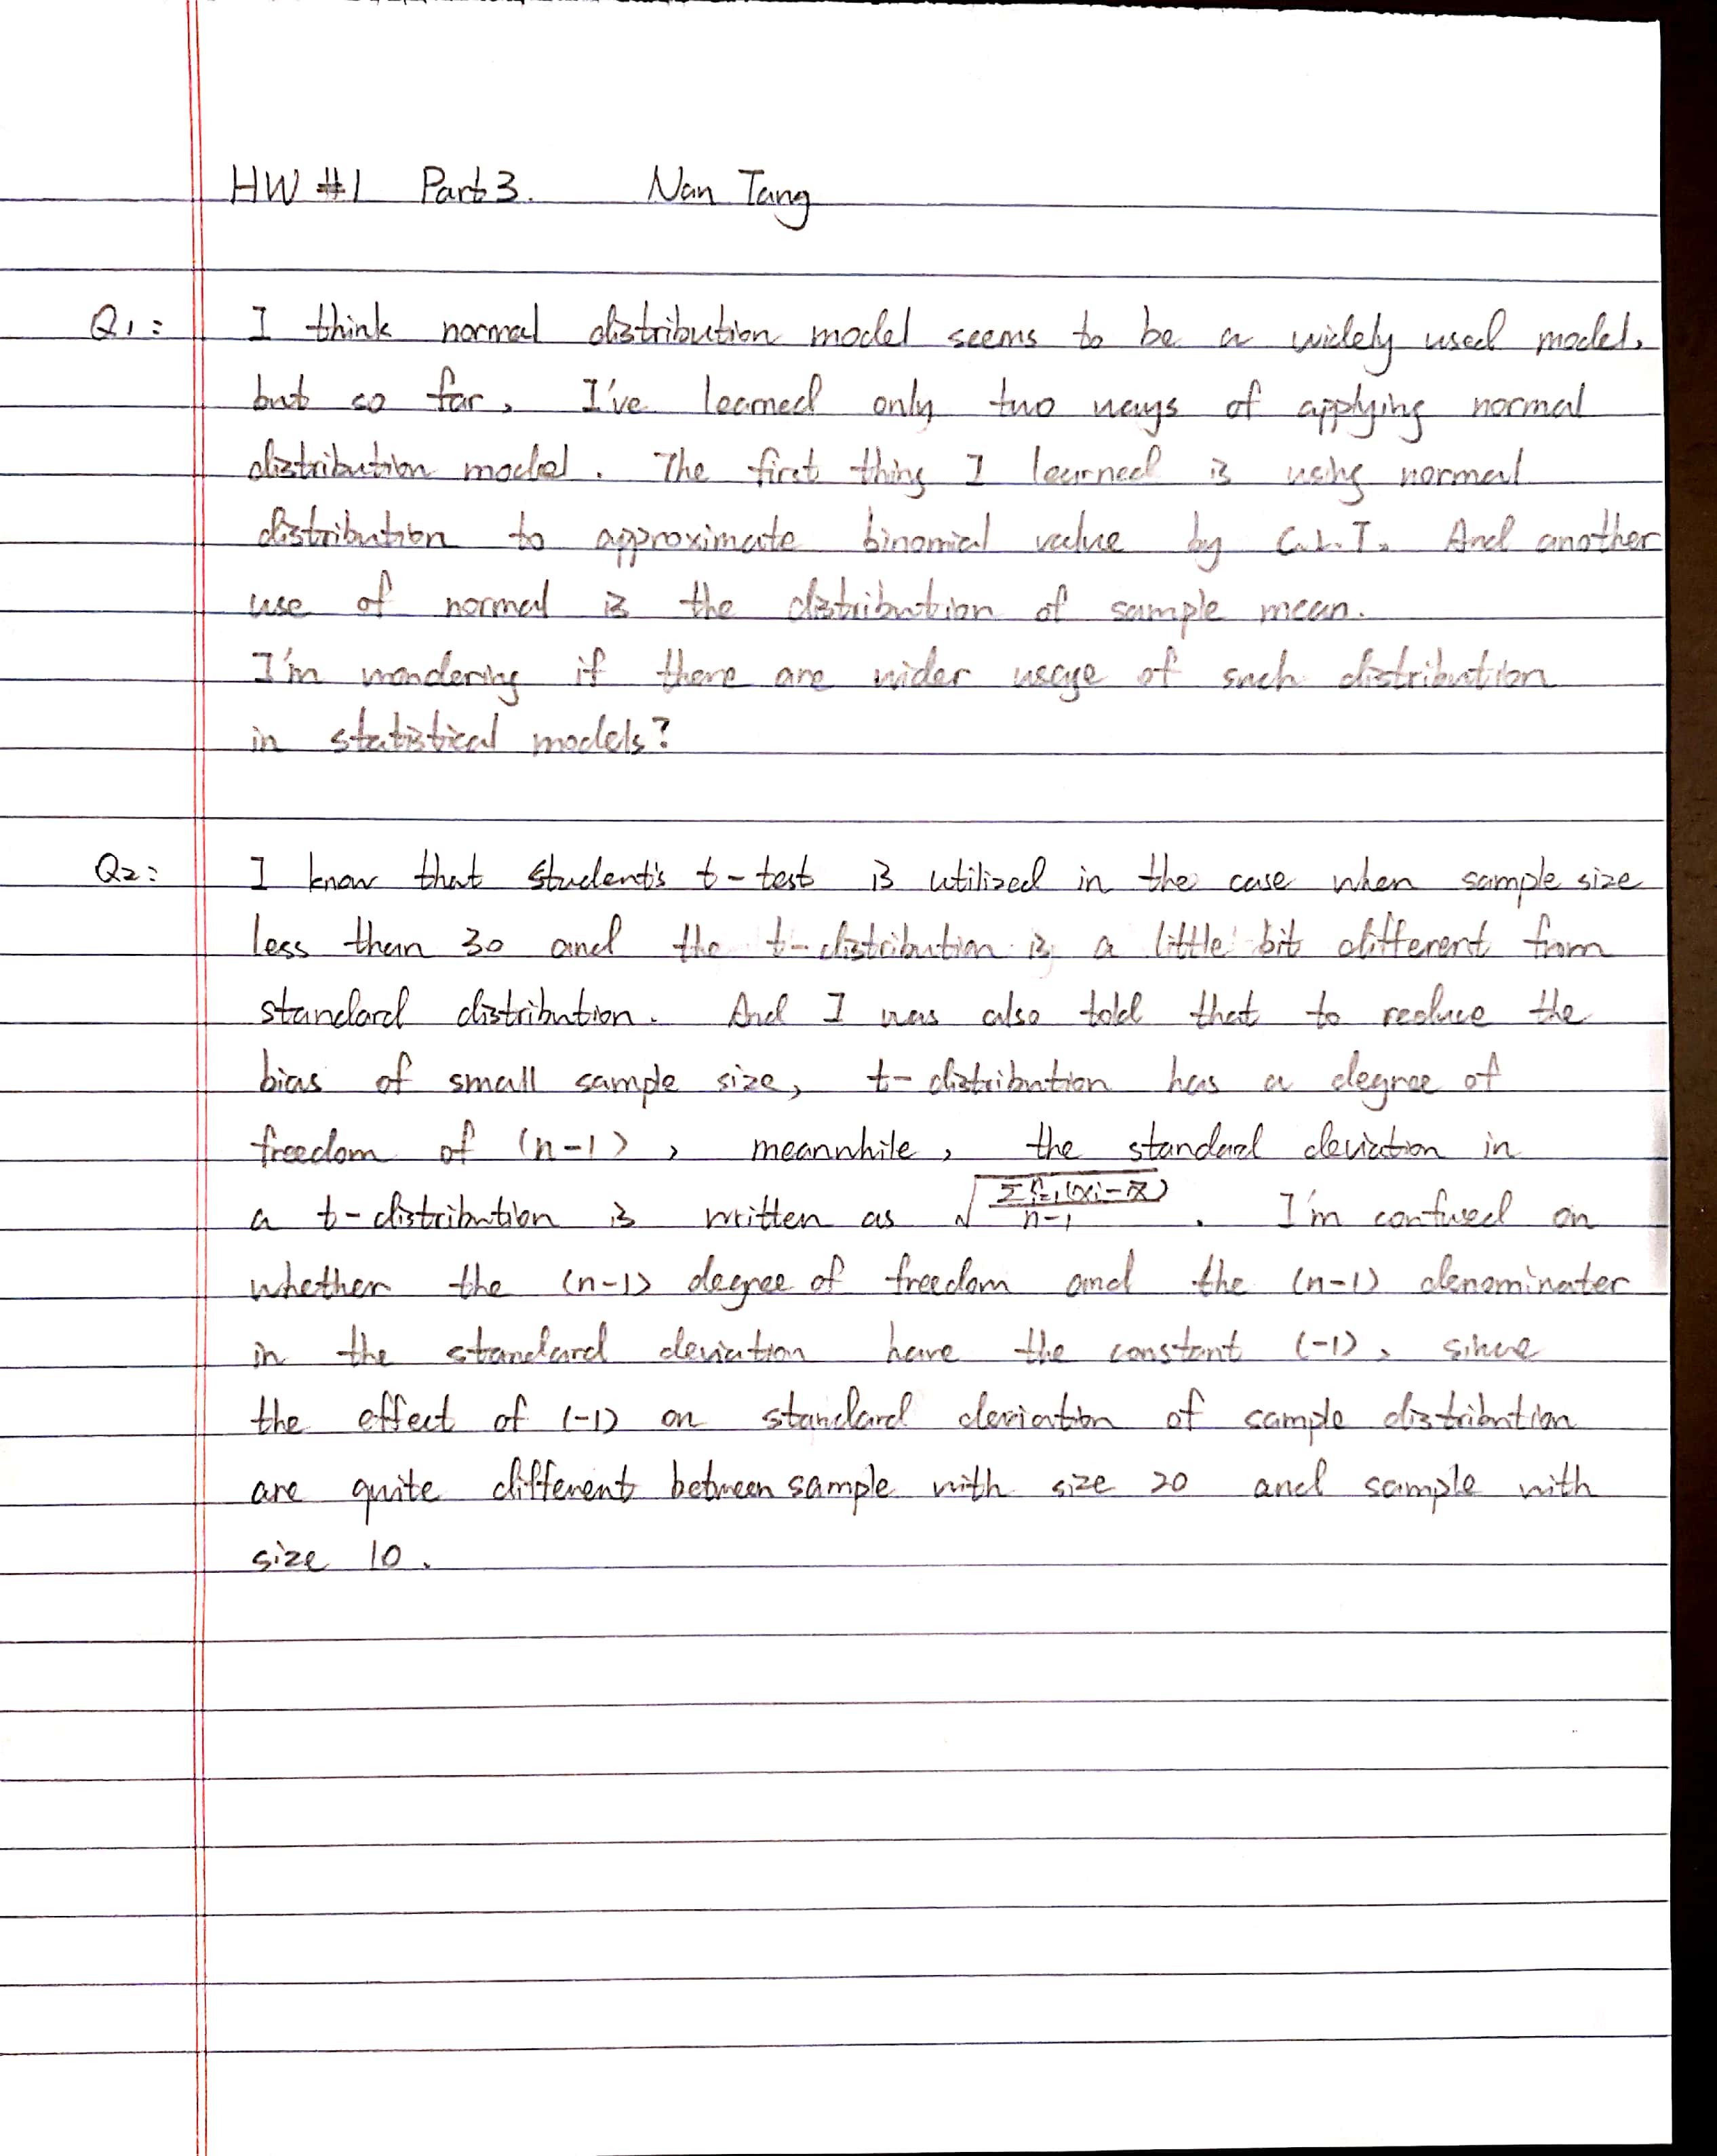 HW #1 Part 3. Nan Tang
Q1: I think normal distribution model seems to be a widely used model,
but so far, I've learned only two ways of applying normal
distribution model. The first thing I learned is using normal
distribution to approximate binomial value by C.L.T. And another
use of normal is the distribution of sample mean.
I'm wondering if there are wider usage of such distribution
in statistical models?
Q2: I know that student's t-test is utilized in the case when sample size
less than 30 and the t-distribution is a little bit different from
standard distribution. And I was also told that to reduce the
bias of small sample size, t-distribution has a degree of
freedom of (n-1), meanwhile, the standard deviation in
a t-distribution is written as √(Σⁿᵢ₌₁(xi-x̄)/n-1). I'm confused on
whether the (n-1) degree of freedom and the (n-1) denominater
in the standard deviation have the constant (-1), since
the effect of (-1) on standard deviation of sample distribution
are quite different between sample with size 20 and sample with
size 10.